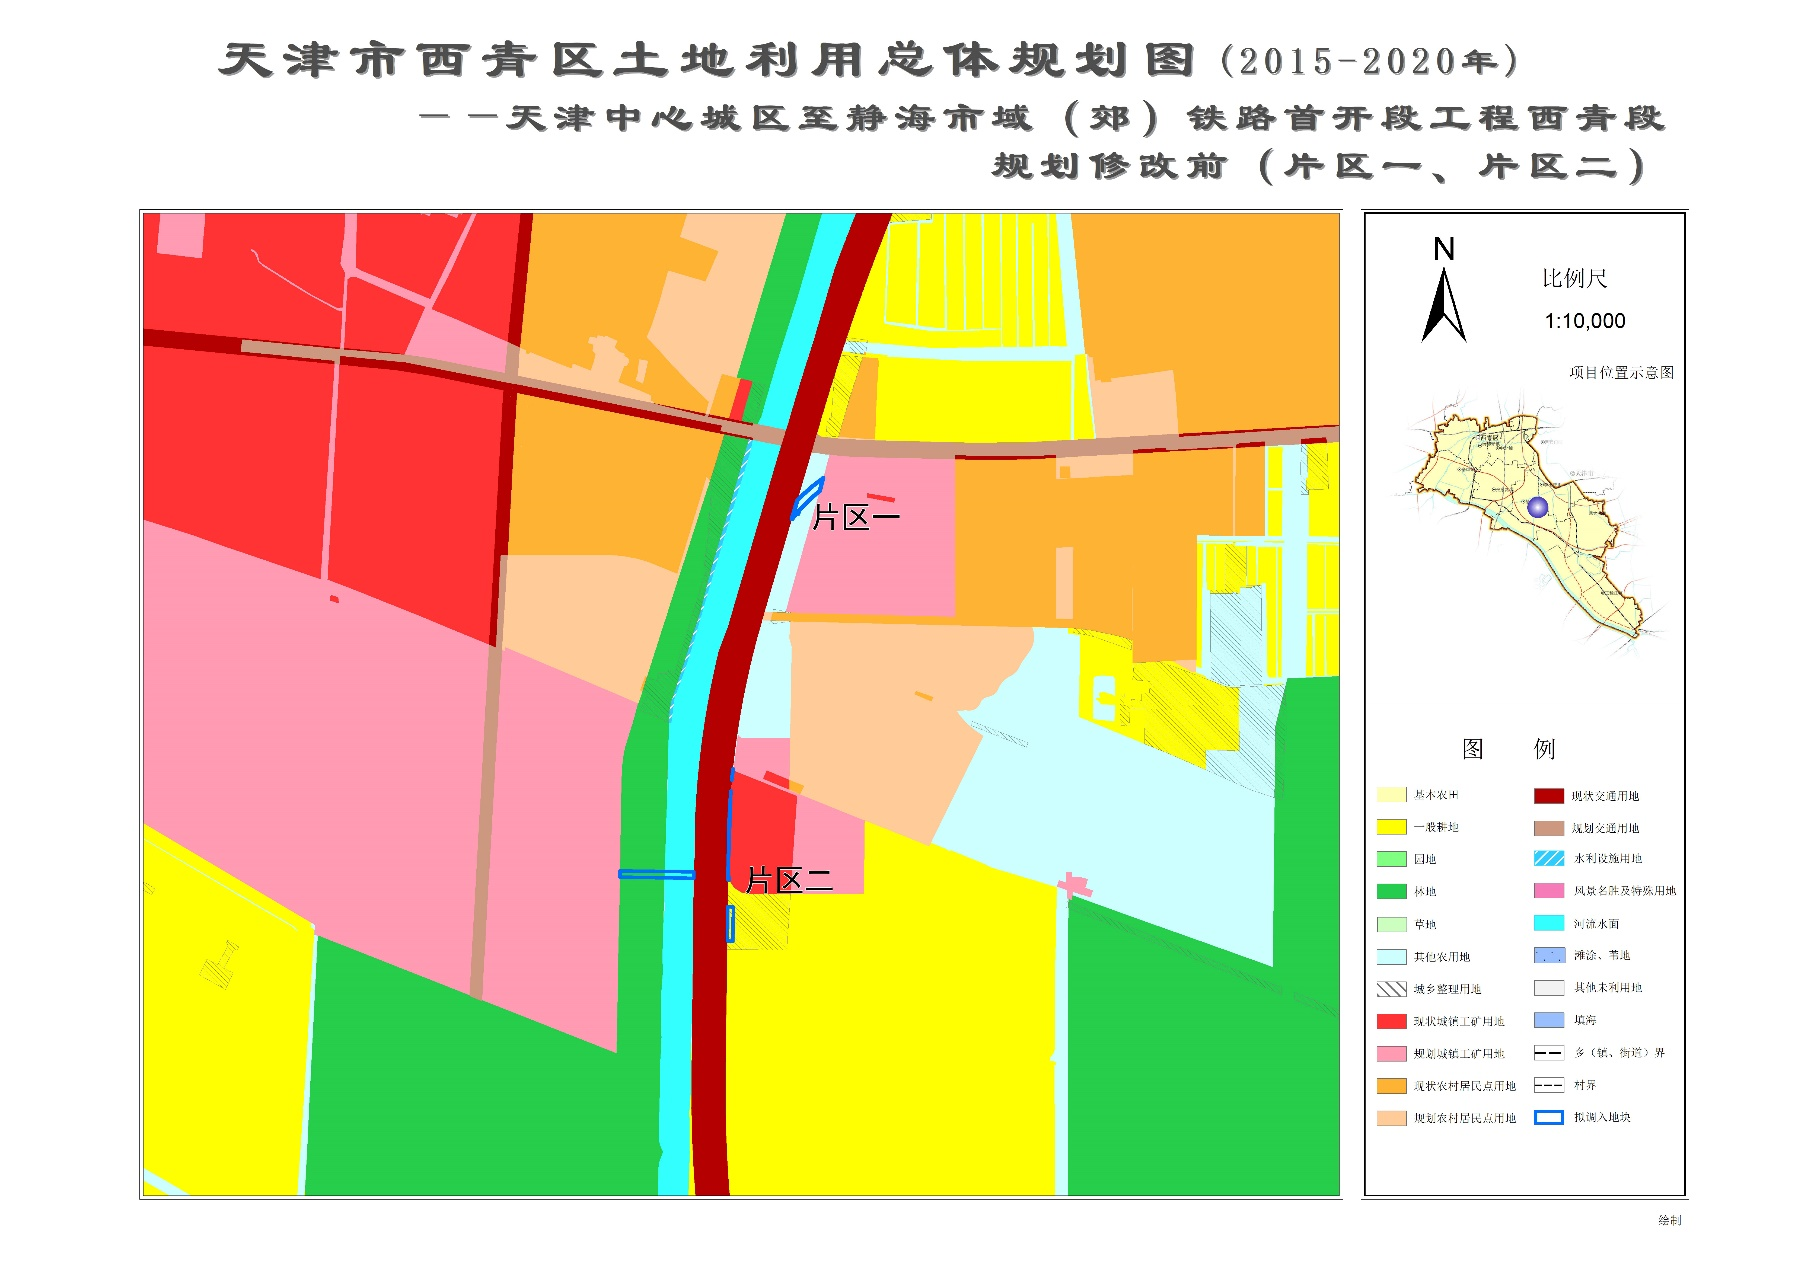 天津市西青区土地利用总体规划图(2015-2020年)
——天津中心城区至静海市域（郊）铁路首开段工程西青段
规划修改前（片区一、片区二）
N
比例尺
1:10,000
项目位置示意图
片区一
片区二
图 例
基本农田
一般耕地
园地
林地
草地
其他农用地
城乡整理用地
现状城镇工矿用地
规划城镇工矿用地
现状农村居民点用地
规划农村居民点用地
现状交通用地
规划交通用地
水利设施用地
风景名胜及特殊用地
河流水面
滩涂、苇地
其他未利用地
填海
乡（镇、街道）界
村界
拟调入地块
绘制